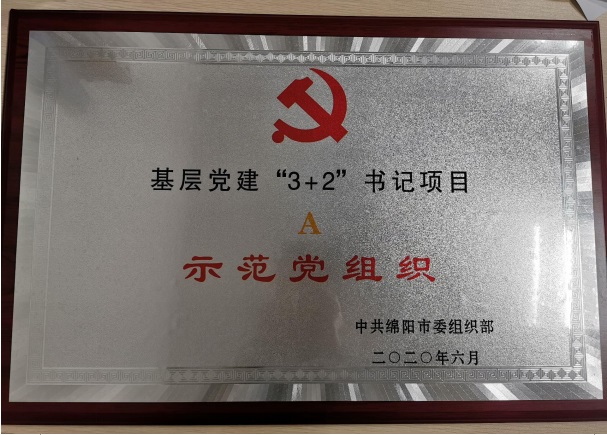 基层党建“3+2”书记项目
A
示范党组织
中共绵阳市委组织部
二〇二〇年六月